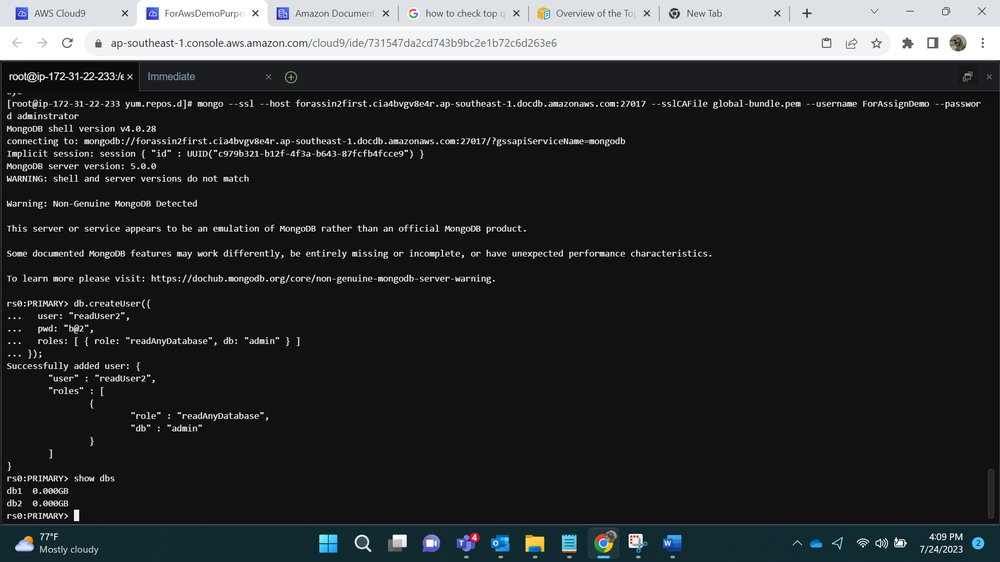 AWS Cloud9
ForAwsDemoPurpo
Amazon Document
how to check top q
Overview of the Top
New Tab
ap-southeast-1.console.aws.amazon.com/cloud9/ide/731547da2cd743b9bc2e1b72c6d263e6
root@ip-172-31-22-233:/e
Immediate
bye
[root@ip-172-31-22-233 yum.repos.d]# mongo --ssl --host forassin2first.cia4bvgv8e4r.ap-southeast-1.docdb.amazonaws.com:27017 --sslCAFile global-bundle.pem --username ForAssignDemo --passwor
d adminstrator
MongoDB shell version v4.0.28
connecting to: mongodb://forassin2first.cia4bvgv8e4r.ap-southeast-1.docdb.amazonaws.com:27017/?gssapiServiceName=mongodb
Implicit session: session { "id" : UUID("c979b321-b12f-4f3a-b643-87fcfb4fcce9") }
MongoDB server version: 5.0.0
WARNING: shell and server versions do not match
Warning: Non-Genuine MongoDB Detected
This server or service appears to be an emulation of MongoDB rather than an official MongoDB product.
Some documented MongoDB features may work differently, be entirely missing or incomplete, or have unexpected performance characteristics.
To learn more please visit: https://dochub.mongodb.org/core/non-genuine-mongodb-server-warning.
rs0:PRIMARY> db.createUser({
...   user: "readUser2",
...   pwd: "b@2",
...   roles: [ { role: "readAnyDatabase", db: "admin" } ]
... });
Successfully added user: {
        "user" : "readUser2",
        "roles" : [
                {
                        "role" : "readAnyDatabase",
                        "db" : "admin"
                }
        ]
}
rs0:PRIMARY> show dbs
db1  0.000GB
db2  0.000GB
rs0:PRIMARY>
77°F
Mostly cloudy
4
4:09 PM
7/24/2023
2